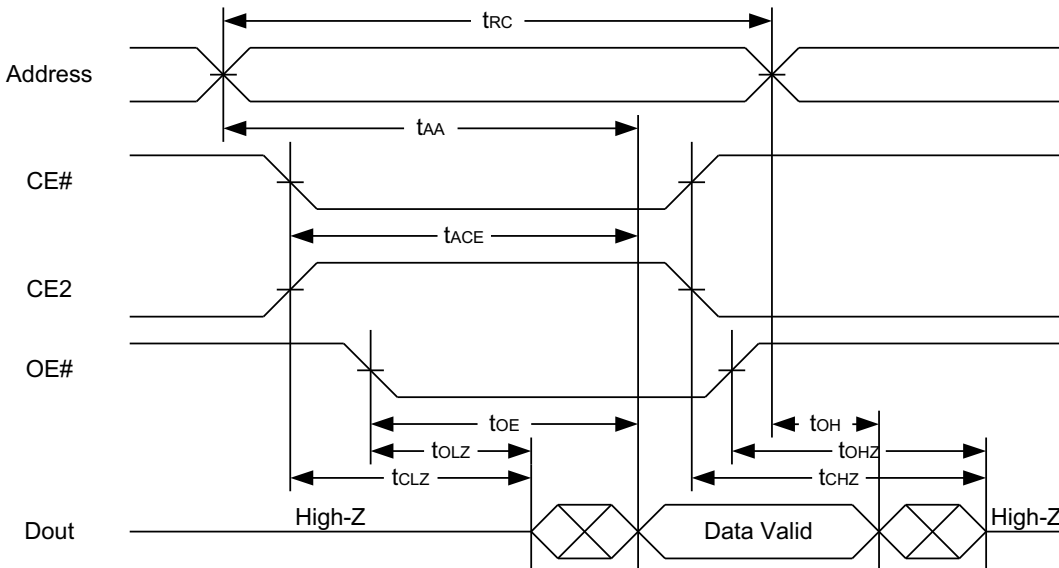 tRC
Address
tAA
CE#
tACE
CE2
OE#
tOE
tOH
tOLZ
tOHZ
tCLZ
tCHZ
High-Z
High-Z
Dout
Data Valid